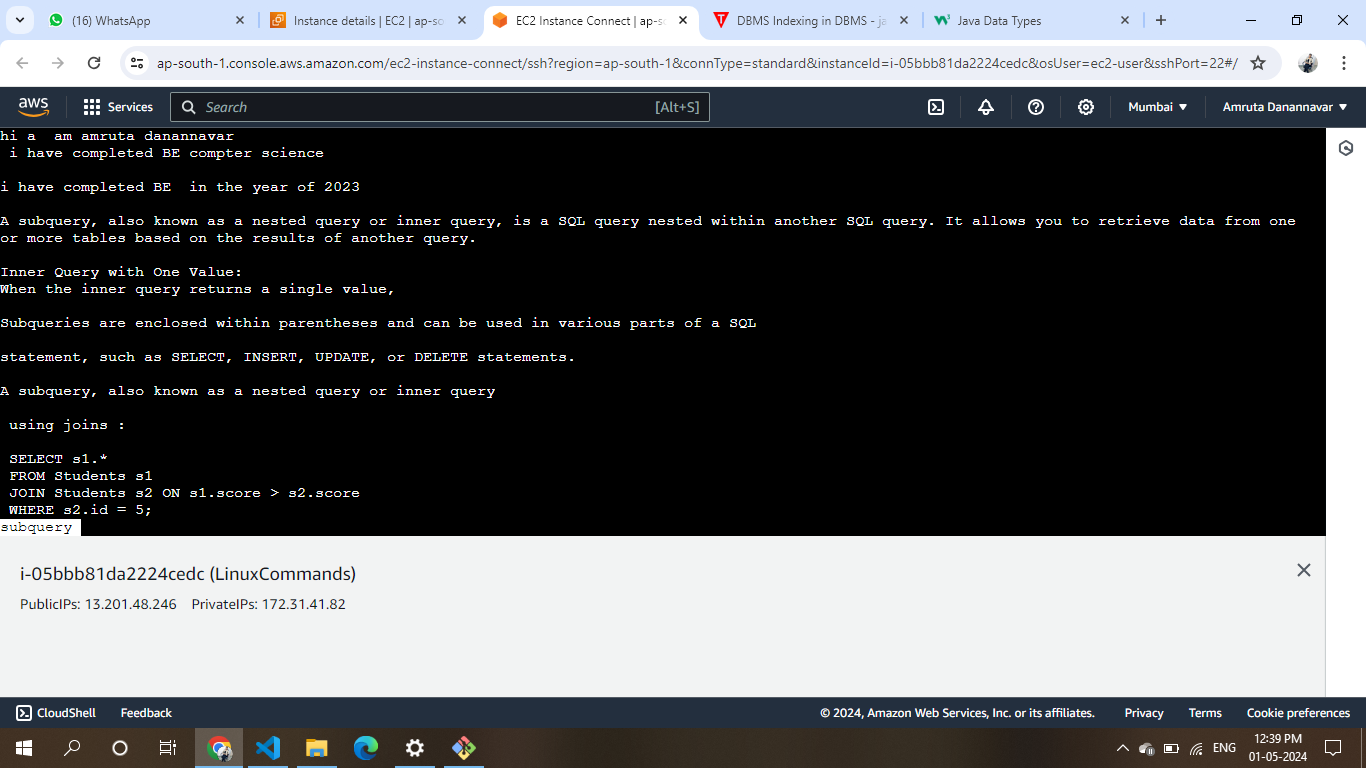 (16) WhatsApp
Instance details | EC2 | ap-so
EC2 Instance Connect | ap-so
DBMS Indexing in DBMS - ja
Java Data Types
ap-south-1.console.aws.amazon.com/ec2-instance-connect/ssh?region=ap-south-1&connType=standard&instanceId=i-05bbb81da2224cedc&osUser=ec2-user&sshPort=22#/
aws
Services
Search
[Alt+S]
Mumbai
Amruta Danannavar
hi a  am amruta danannavar
i have completed BE compter science
i have completed BE  in the year of 2023
A subquery, also known as a nested query or inner query, is a SQL query nested within another SQL query. It allows you to retrieve data from one
or more tables based on the results of another query.
Inner Query with One Value:
When the inner query returns a single value,
Subqueries are enclosed within parentheses and can be used in various parts of a SQL
statement, such as SELECT, INSERT, UPDATE, or DELETE statements.
A subquery, also known as a nested query or inner query
using joins :
SELECT s1.*
FROM Students s1
JOIN Students s2 ON s1.score > s2.score
WHERE s2.id = 5;
subquery
i-05bbb81da2224cedc (LinuxCommands)
PublicIPs: 13.201.48.246    PrivateIPs: 172.31.41.82
CloudShell
Feedback
© 2024, Amazon Web Services, Inc. or its affiliates.
Privacy
Terms
Cookie preferences
ENG
12:39 PM
01-05-2024